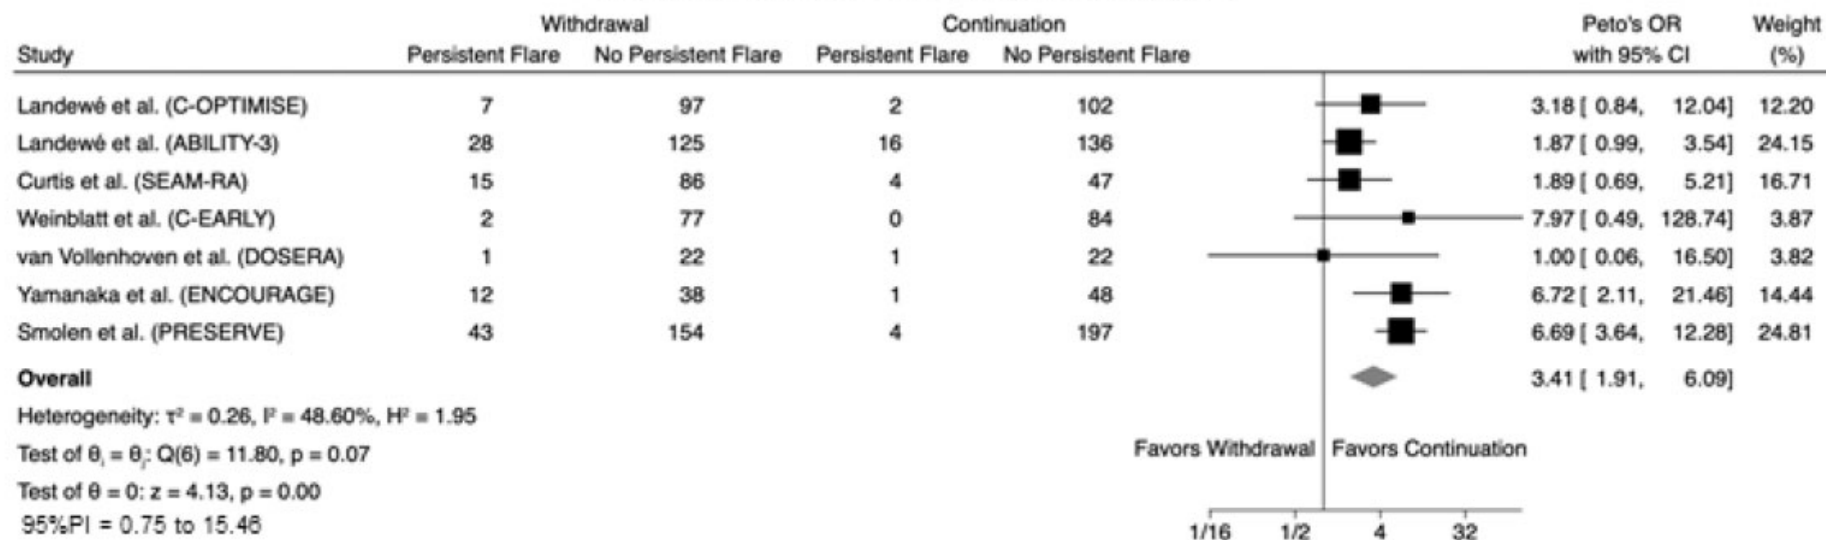 Withdrawal Continuation Peto's OR Weight
Study Persistent Flare No Persistent Flare Persistent Flare No Persistent Flare with 95% CI (%)
Landewé et al. (C-OPTIMISE) 7 97 2 102 3.18 [ 0.84, 12.04] 12.20
Landewé et al. (ABILITY-3) 28 125 16 136 1.87 [ 0.99, 3.54] 24.15
Curtis et al. (SEAM-RA) 15 86 4 47 1.89 [ 0.69, 5.21] 16.71
Weinblatt et al. (C-EARLY) 2 77 0 84 7.97 [ 0.49, 128.74] 3.87
van Vollenhoven et al. (DOSERA) 1 22 1 22 1.00 [ 0.06, 16.50] 3.82
Yamanaka et al. (ENCOURAGE) 12 38 1 48 6.72 [ 2.11, 21.46] 14.44
Smolen et al. (PRESERVE) 43 154 4 197 6.69 [ 3.64, 12.28] 24.81
Overall 3.41 [ 1.91, 6.09]
Heterogeneity: τ² = 0.26, I² = 48.60%, H² = 1.95
Test of θᵢ = θⱼ: Q(6) = 11.80, p = 0.07
Favors Withdrawal Favors Continuation
Test of θ = 0: z = 4.13, p = 0.00
95%PI = 0.75 to 15.46
1/16 1/2 4 32